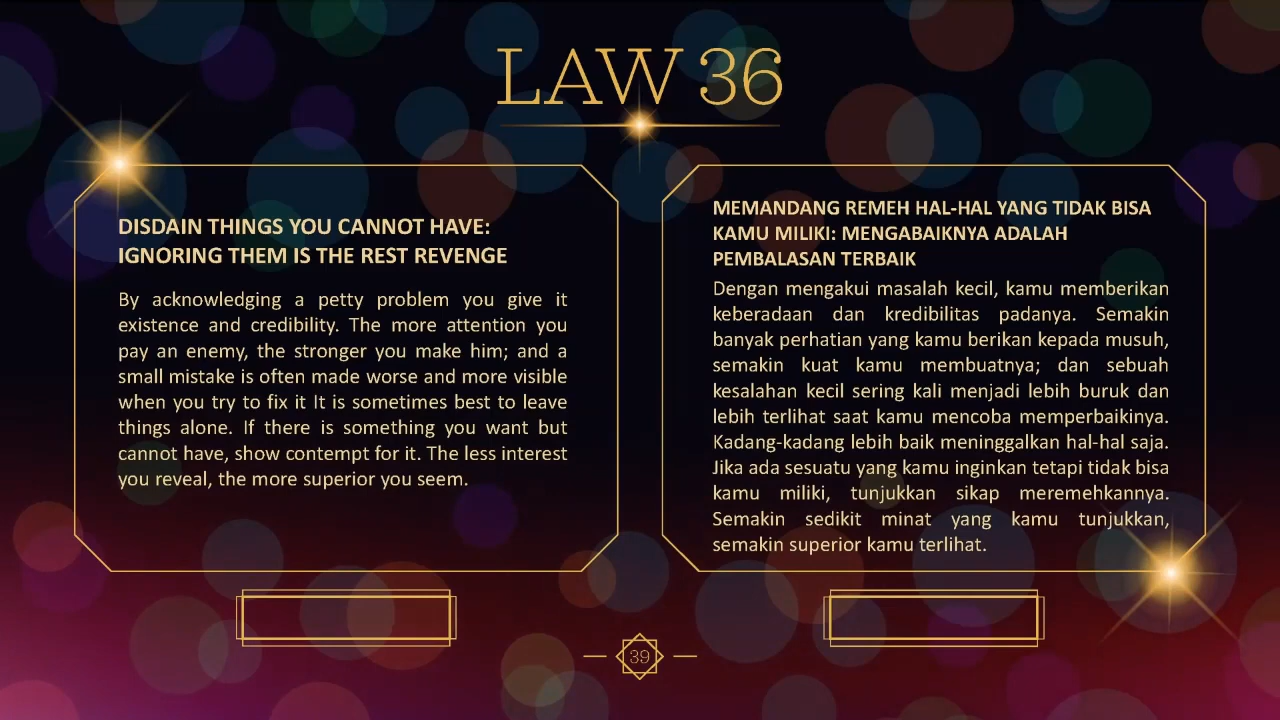 LAW 36
DISDAIN THINGS YOU CANNOT HAVE:
IGNORING THEM IS THE REST REVENGE
By acknowledging a petty problem you give it
existence and credibility. The more attention you
pay an enemy, the stronger you make him; and a
small mistake is often made worse and more visible
when you try to fix it It is sometimes best to leave
things alone. If there is something you want but
cannot have, show contempt for it. The less interest
you reveal, the more superior you seem.
MEMANDANG REMEH HAL-HAL YANG TIDAK BISA
KAMU MILIKI: MENGABAIKNYA ADALAH
PEMBALASAN TERBAIK
Dengan mengakui masalah kecil, kamu memberikan
keberadaan dan kredibilitas padanya. Semakin
banyak perhatian yang kamu berikan kepada musuh,
semakin kuat kamu membuatnya; dan sebuah
kesalahan kecil sering kali menjadi lebih buruk dan
lebih terlihat saat kamu mencoba memperbaikinya.
Kadang-kadang lebih baik meninggalkan hal-hal saja.
Jika ada sesuatu yang kamu inginkan tetapi tidak bisa
kamu miliki, tunjukkan sikap meremehkannya.
Semakin sedikit minat yang kamu tunjukkan,
semakin superior kamu terlihat.
39